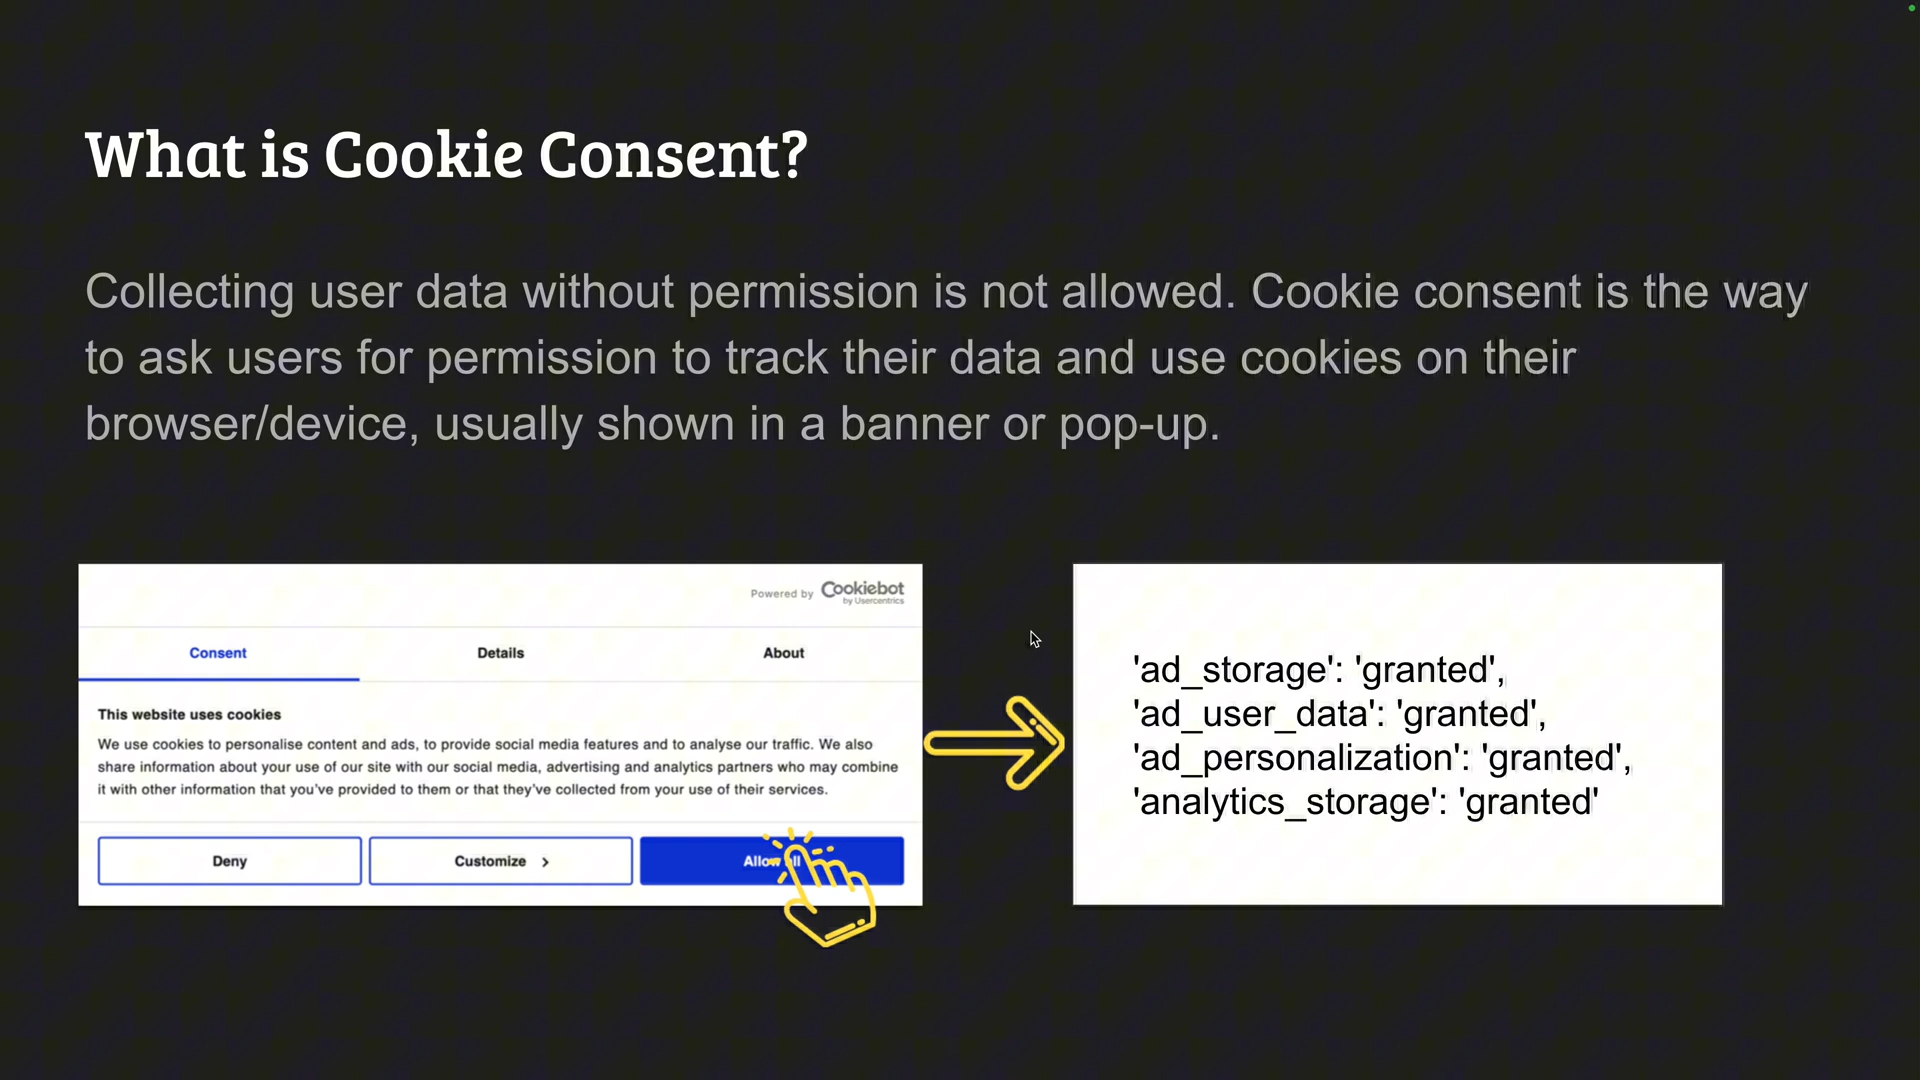 What is Cookie Consent?
Collecting user data without permission is not allowed. Cookie consent is the way
to ask users for permission to track their data and use cookies on their
browser/device, usually shown in a banner or pop-up.
Powered by Cookiebot
by Usercentrics
Consent Details About
This website uses cookies
We use cookies to personalise content and ads, to provide social media features and to analyse our traffic. We also
share information about your use of our site with our social media, advertising and analytics partners who may combine
it with other information that you've provided to them or that they've collected from your use of their services.
Deny Customize Allow all
'ad_storage': 'granted',
'ad_user_data': 'granted',
'ad_personalization': 'granted',
'analytics_storage': 'granted'